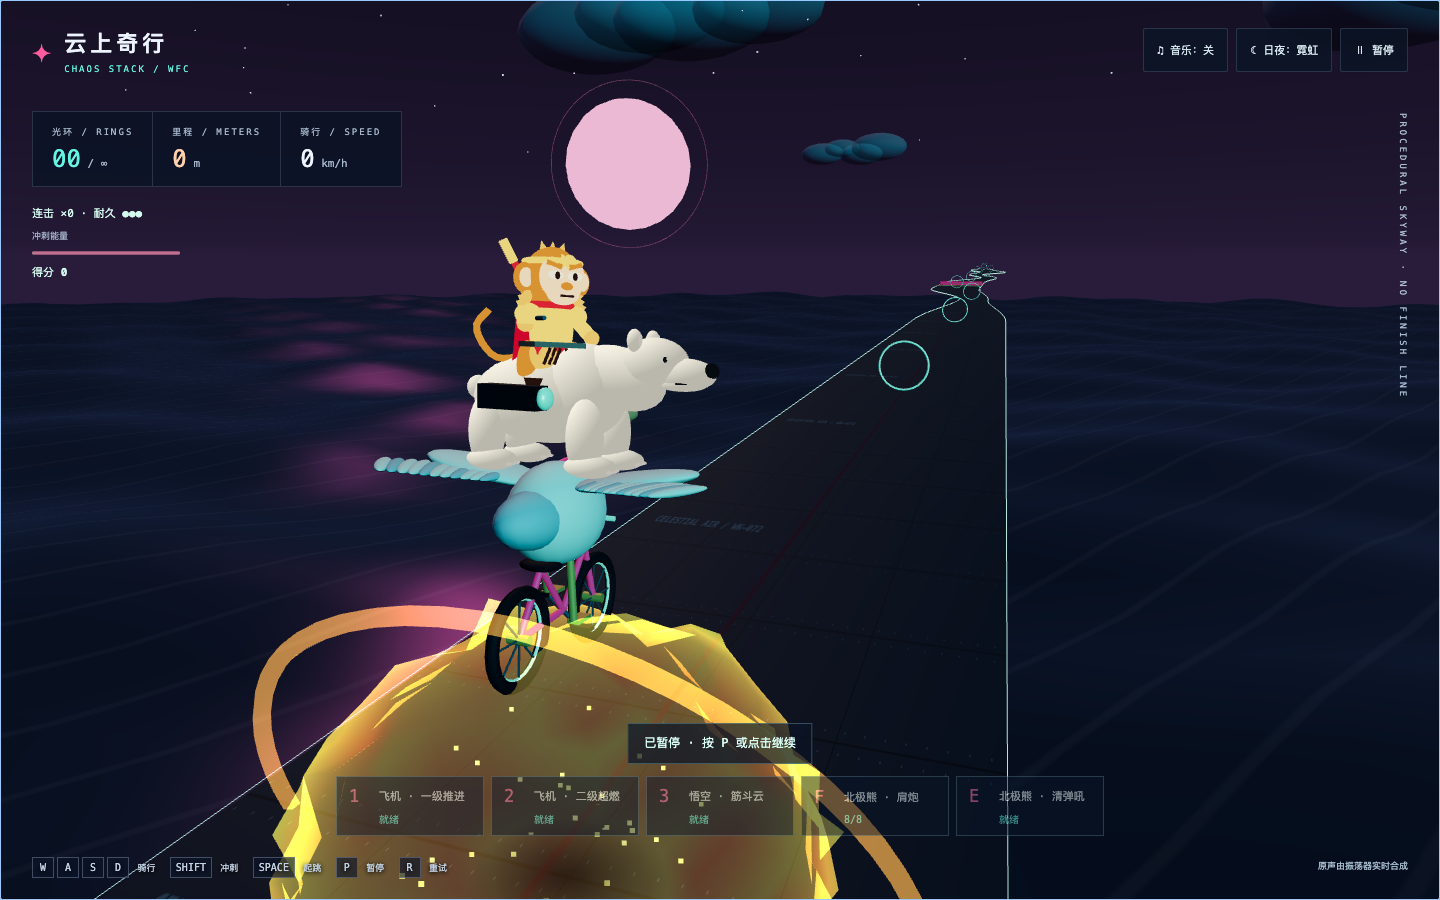 云上奇行
CHAOS STACK / WFC
♫ 音乐: 关
☾ 日夜: 霓虹
Ⅱ 暂停
光环 / RINGS
00 / ∞
里程 / METERS
0 m
骑行 / SPEED
0 km/h
连击 ×0 · 耐久 ●●●
冲刺能量
得分 0
PROCEDURAL SKYWAY · NO FINISH LINE
CELESTIAL AIR / WK-072
已暂停 · 按 P 或点击继续
1 飞机 · 一级推进
就绪
2 飞机 · 二级超燃
就绪
3 悟空 · 筋斗云
就绪
F 北极熊 · 肩炮
8/8
E 北极熊 · 清弹吼
就绪
W A S D 骑行 SHIFT 冲刺 SPACE 起跳 P 暂停 R 重试
原声由振荡器实时合成